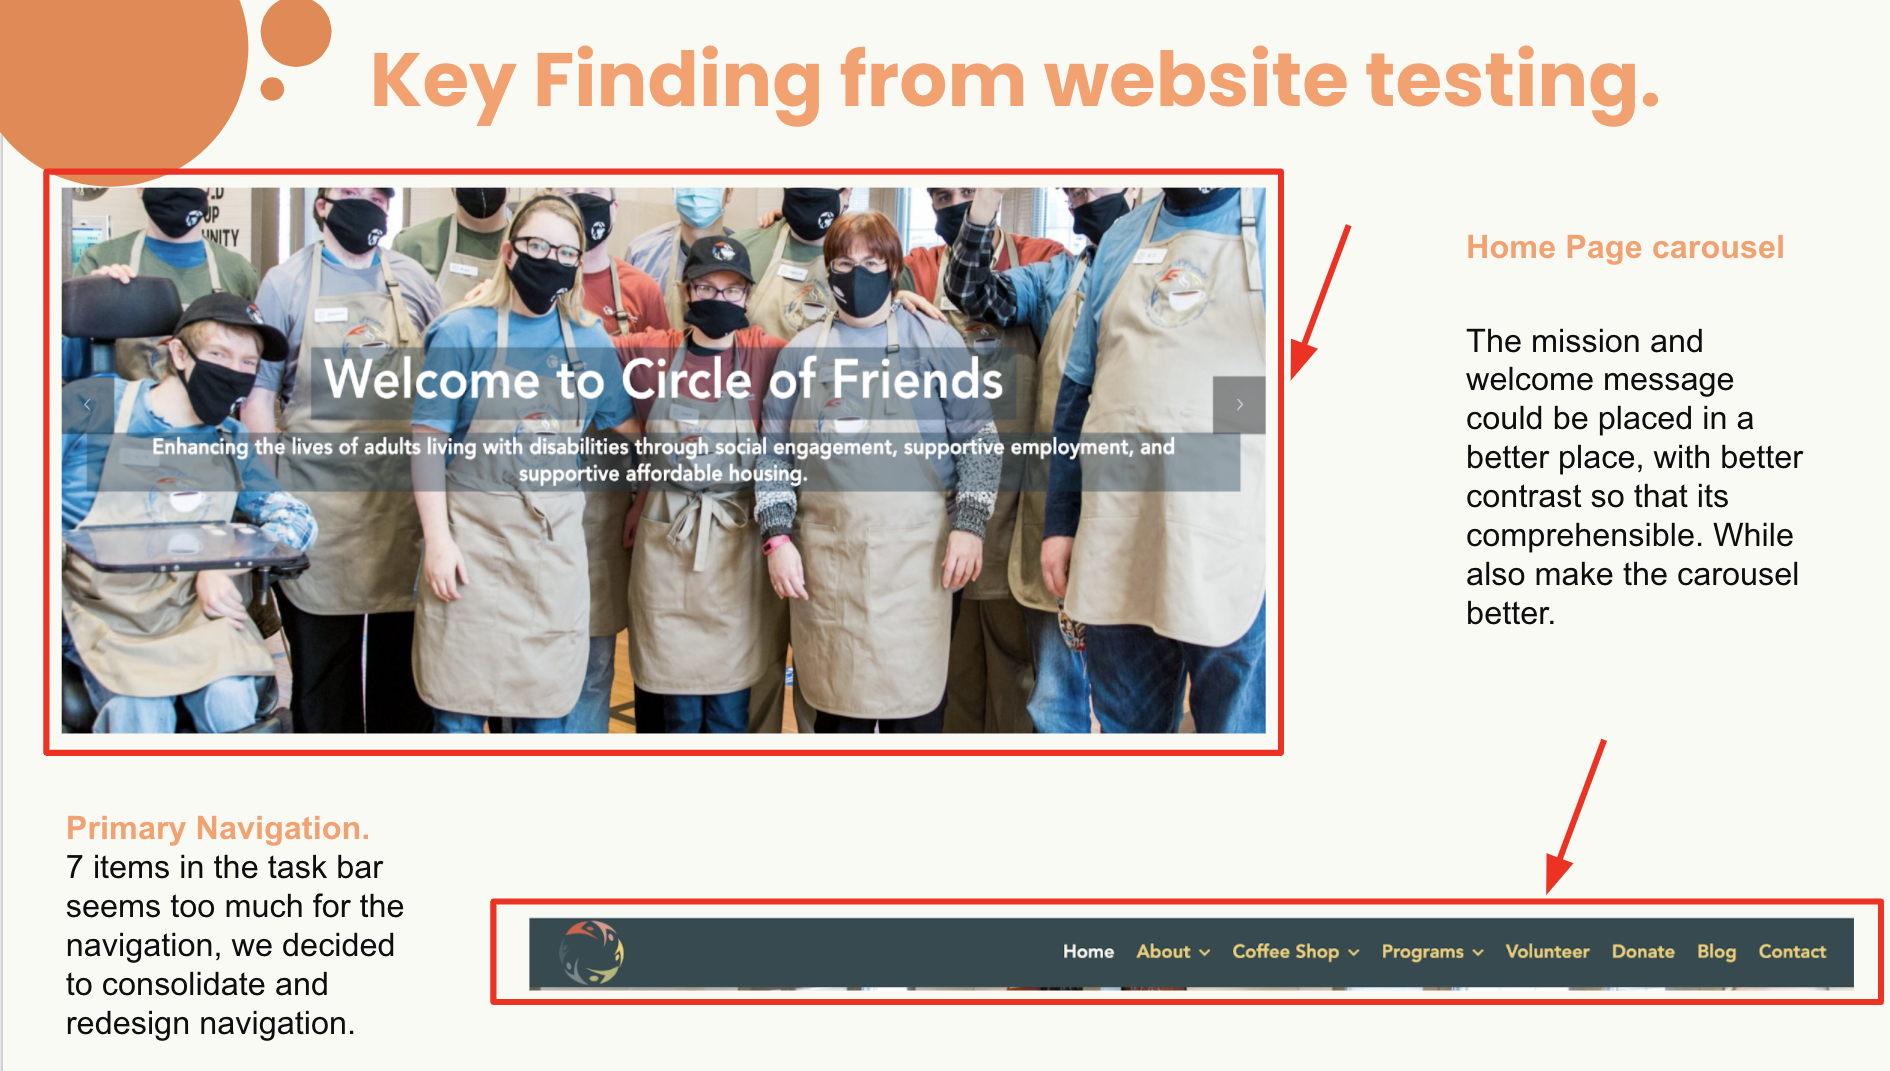 Key Finding from website testing.
UP
Welcome to Circle of Friends
Enhancing the lives of adults living with disabilities through social engagement, supportive employment, and
supportive affordable housing.
Home Page carousel
The mission and
welcome message
could be placed in a
better place, with better
contrast so that its
comprehensible. While
also make the carousel
better.
Primary Navigation.
7 items in the task bar
seems too much for the
navigation, we decided
to consolidate and
redesign navigation.
Home About Coffee Shop Programs Volunteer Donate Blog Contact